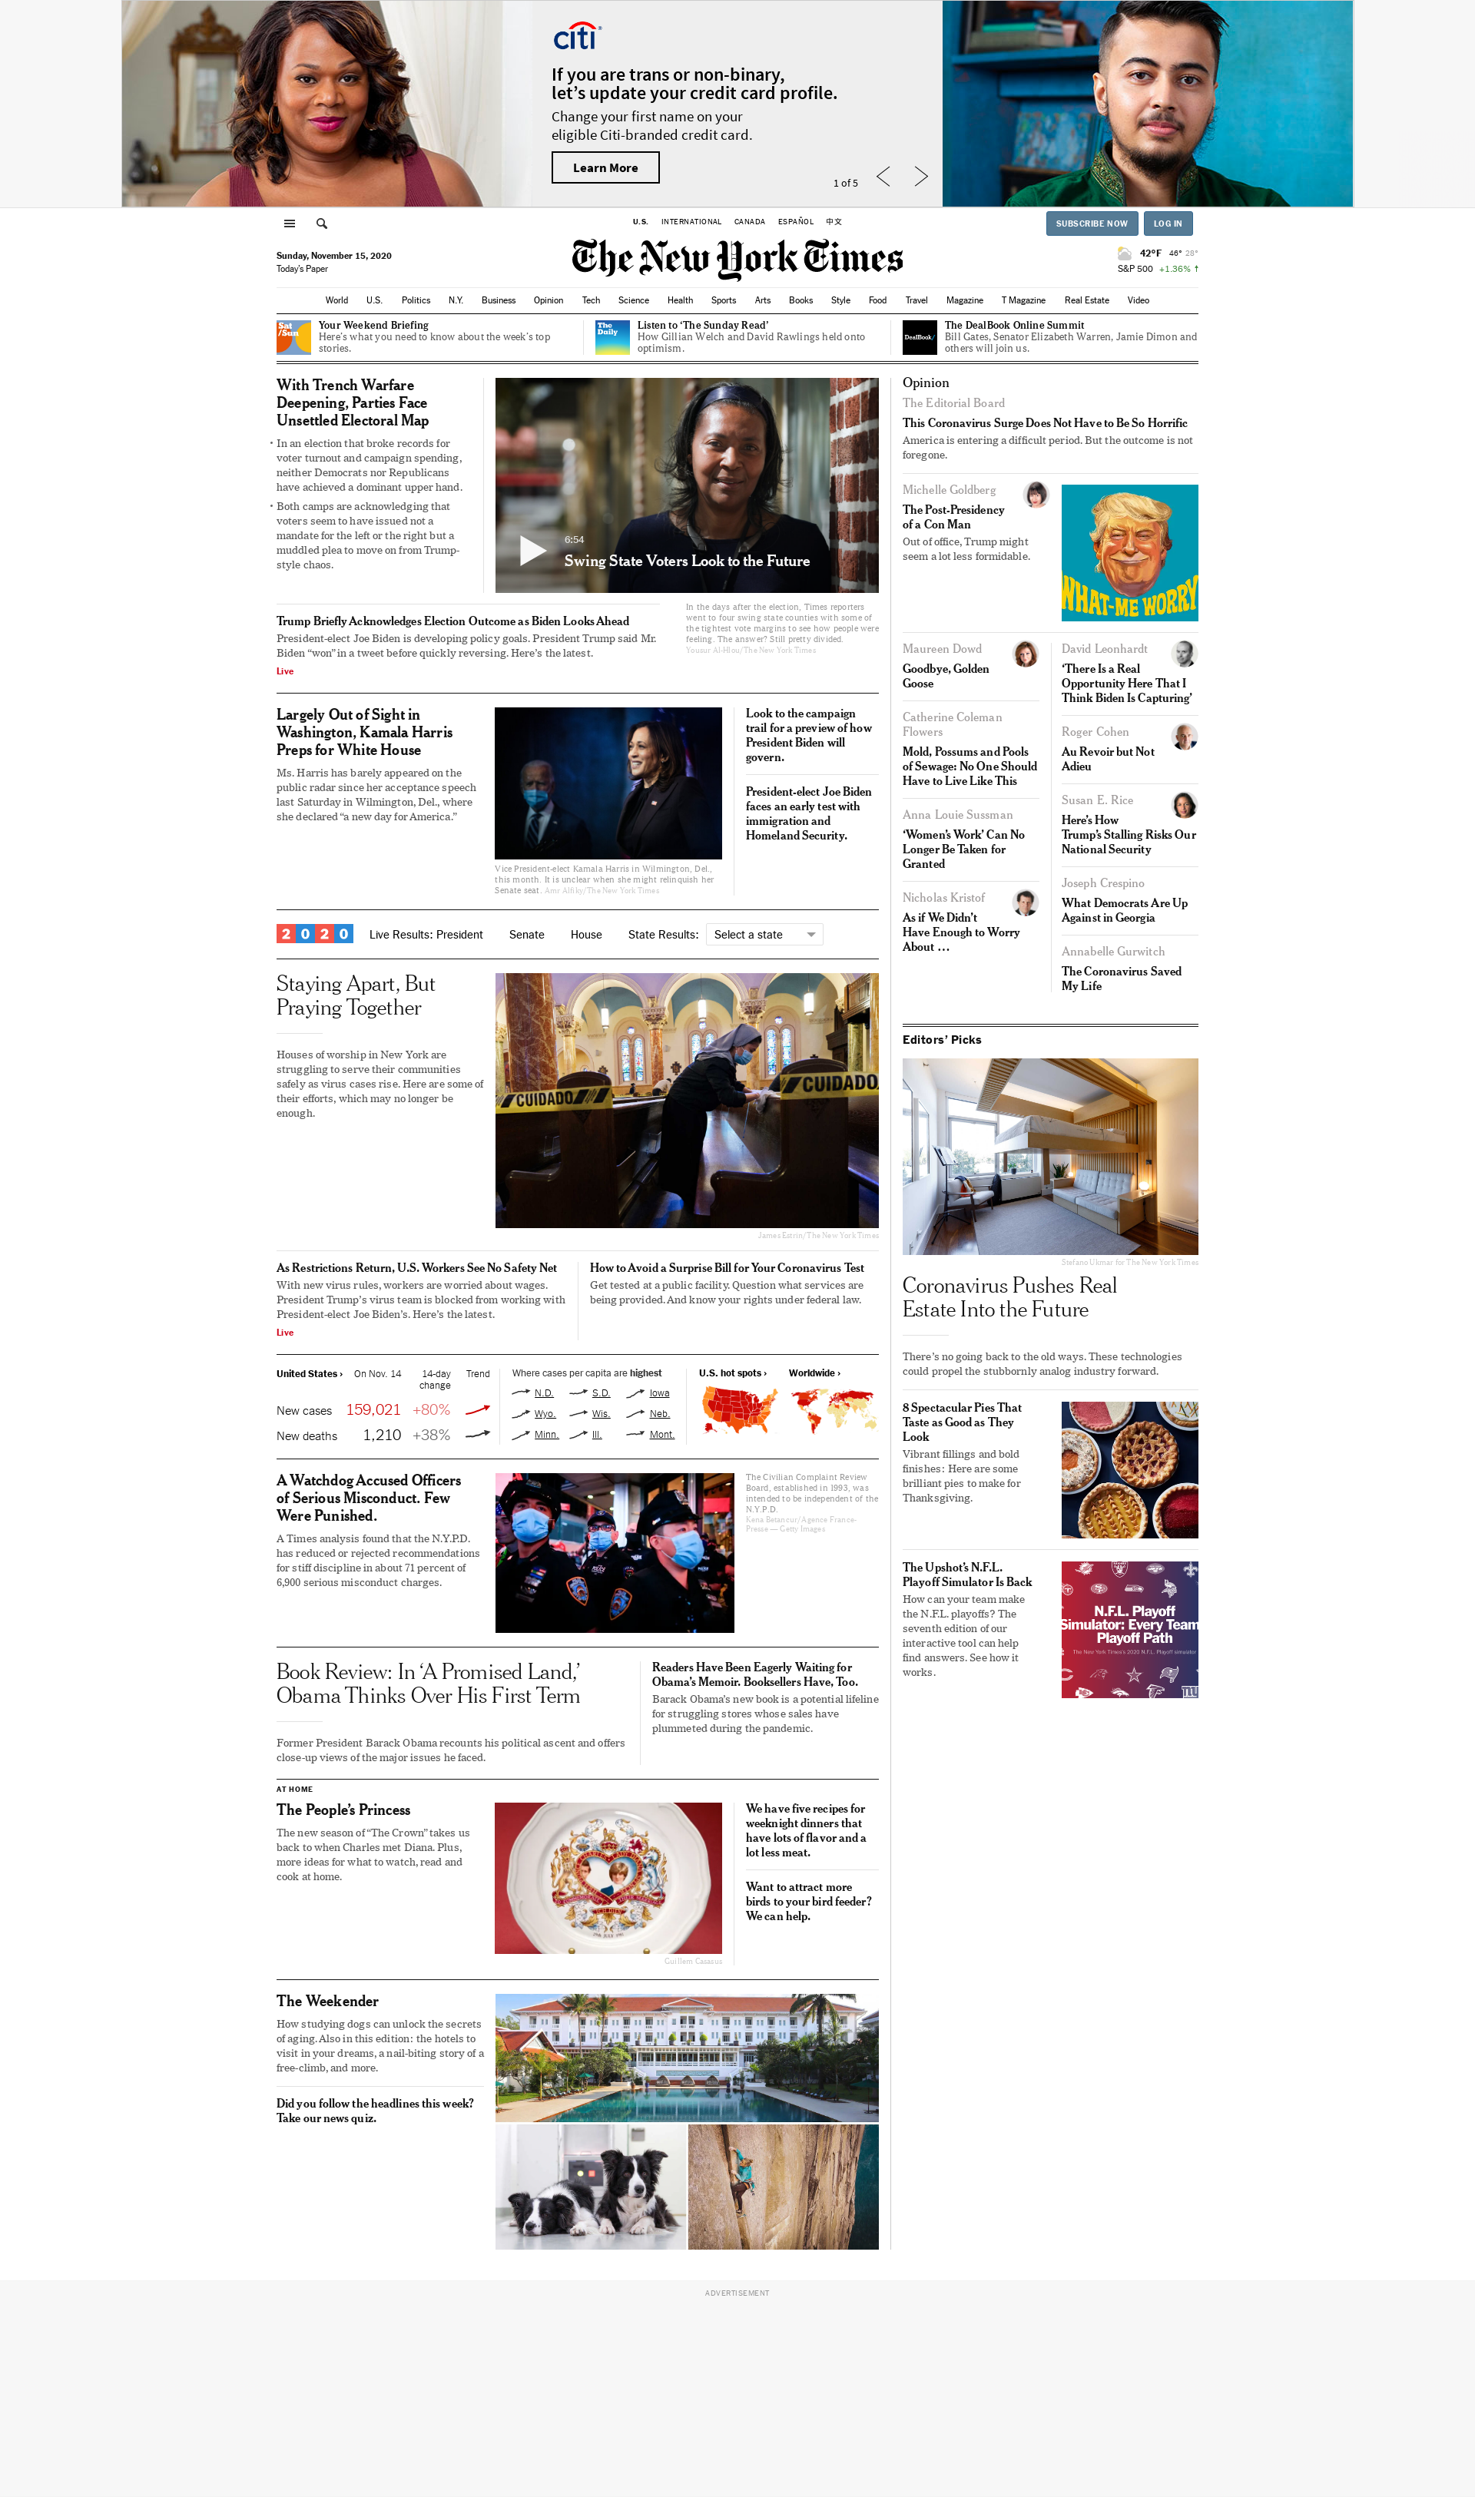 citi
If you are trans or non-binary,
let's update your credit card profile.
Change your first name on your
eligible Citi-branded credit card.
Learn More
1 of 5
U.S.
INTERNATIONAL
CANADA
ESPAÑOL
中文
SUBSCRIBE NOW
LOG IN
Sunday, November 15, 2020
Today's Paper
The New York Times
42°F 46° 28°
S&P 500 +1.36%
World
U.S.
Politics
N.Y.
Business
Opinion
Tech
Science
Health
Sports
Arts
Books
Style
Food
Travel
Magazine
T Magazine
Real Estate
Video
Sat/
/Sun
Your Weekend Briefing
Here's what you need to know about the week's top
stories.
The
Daily
Listen to ‘The Sunday Read’
How Gillian Welch and David Rawlings held onto
optimism.
DealBook/
The DealBook Online Summit
Bill Gates, Senator Elizabeth Warren, Jamie Dimon and
others will join us.
With Trench Warfare
Deepening, Parties Face
Unsettled Electoral Map
• In an election that broke records for
voter turnout and campaign spending,
neither Democrats nor Republicans
have achieved a dominant upper hand.
• Both camps are acknowledging that
voters seem to have issued not a
mandate for the left or the right but a
muddled plea to move on from Trump-
style chaos.
6:54
Swing State Voters Look to the Future
In the days after the election, Times reporters
went to four swing state counties with some of
the tightest vote margins to see how people were
feeling. The answer? Still pretty divided.
Yousur Al-Hlou/The New York Times
Trump Briefly Acknowledges Election Outcome as Biden Looks Ahead
President-elect Joe Biden is developing policy goals. President Trump said Mr.
Biden “won” in a tweet before quickly reversing. Here's the latest.
Live
Largely Out of Sight in
Washington, Kamala Harris
Preps for White House
Ms. Harris has barely appeared on the
public radar since her acceptance speech
last Saturday in Wilmington, Del., where
she declared “a new day for America.”
Vice President-elect Kamala Harris in Wilmington, Del.,
this month. It is unclear when she might relinquish her
Senate seat. Amr Alfiky/The New York Times
Look to the campaign
trail for a preview of how
President Biden will
govern.
President-elect Joe Biden
faces an early test with
immigration and
Homeland Security.
2020
Live Results: President
Senate
House
State Results:
Select a state
Staying Apart, But
Praying Together
Houses of worship in New York are
struggling to serve their communities
safely as virus cases rise. Here are some of
their efforts, which may no longer be
enough.
CUIDADO
CUIDADO
James Estrin/The New York Times
As Restrictions Return, U.S. Workers See No Safety Net
With new virus rules, workers are worried about wages.
President Trump's virus team is blocked from working with
President-elect Joe Biden's. Here's the latest.
Live
How to Avoid a Surprise Bill for Your Coronavirus Test
Get tested at a public facility. Question what services are
being provided. And know your rights under federal law.
United States ›
On Nov. 14
14-day
change
Trend
New cases 159,021 +80%
New deaths 1,210 +38%
Where cases per capita are highest
N.D. S.D. Iowa
Wyo. Wis. Neb.
Minn. Ill. Mont.
U.S. hot spots ›
Worldwide ›
A Watchdog Accused Officers
of Serious Misconduct. Few
Were Punished.
A Times analysis found that the N.Y.P.D.
has reduced or rejected recommendations
for stiff discipline in about 71 percent of
6,900 serious misconduct charges.
The Civilian Complaint Review
Board, established in 1993, was
intended to be independent of the
N.Y.P.D.
Kena Betancur/Agence France-
Presse — Getty Images
Book Review: In ‘A Promised Land,’
Obama Thinks Over His First Term
Former President Barack Obama recounts his political ascent and offers
close-up views of the major issues he faced.
Readers Have Been Eagerly Waiting for
Obama's Memoir. Booksellers Have, Too.
Barack Obama's new book is a potential lifeline
for struggling stores whose sales have
plummeted during the pandemic.
AT HOME
The People's Princess
The new season of “The Crown” takes us
back to when Charles met Diana. Plus,
more ideas for what to watch, read and
cook at home.
Guillem Casasus
We have five recipes for
weeknight dinners that
have lots of flavor and a
lot less meat.
Want to attract more
birds to your bird feeder?
We can help.
The Weekender
How studying dogs can unlock the secrets
of aging. Also in this edition: the hotels to
visit in your dreams, a nail-biting story of a
free-climb, and more.
Did you follow the headlines this week?
Take our news quiz.
Opinion
The Editorial Board
This Coronavirus Surge Does Not Have to Be So Horrific
America is entering a difficult period. But the outcome is not
foregone.
Michelle Goldberg
The Post-Presidency
of a Con Man
Out of office, Trump might
seem a lot less formidable.
WHAT-ME WORRY
Maureen Dowd
Goodbye, Golden
Goose
Catherine Coleman
Flowers
Mold, Possums and Pools
of Sewage: No One Should
Have to Live Like This
Anna Louie Sussman
‘Women's Work’ Can No
Longer Be Taken for
Granted
Nicholas Kristof
As if We Didn't
Have Enough to Worry
About …
David Leonhardt
‘There Is a Real
Opportunity Here That I
Think Biden Is Capturing’
Roger Cohen
Au Revoir but Not
Adieu
Susan E. Rice
Here's How
Trump's Stalling Risks Our
National Security
Joseph Crespino
What Democrats Are Up
Against in Georgia
Annabelle Gurwitch
The Coronavirus Saved
My Life
Editors' Picks
Stefano Ukmar for The New York Times
Coronavirus Pushes Real
Estate Into the Future
There's no going back to the old ways. These technologies
could propel the stubbornly analog industry forward.
8 Spectacular Pies That
Taste as Good as They
Look
Vibrant fillings and bold
finishes: Here are some
brilliant pies to make for
Thanksgiving.
The Upshot's N.F.L.
Playoff Simulator Is Back
How can your team make
the N.F.L. playoffs? The
seventh edition of our
interactive tool can help
find answers. See how it
works.
N.F.L. Playoff
Simulator: Every Team
Playoff Path
The New York Times's 2020 N.F.L. Playoff simulator
ADVERTISEMENT